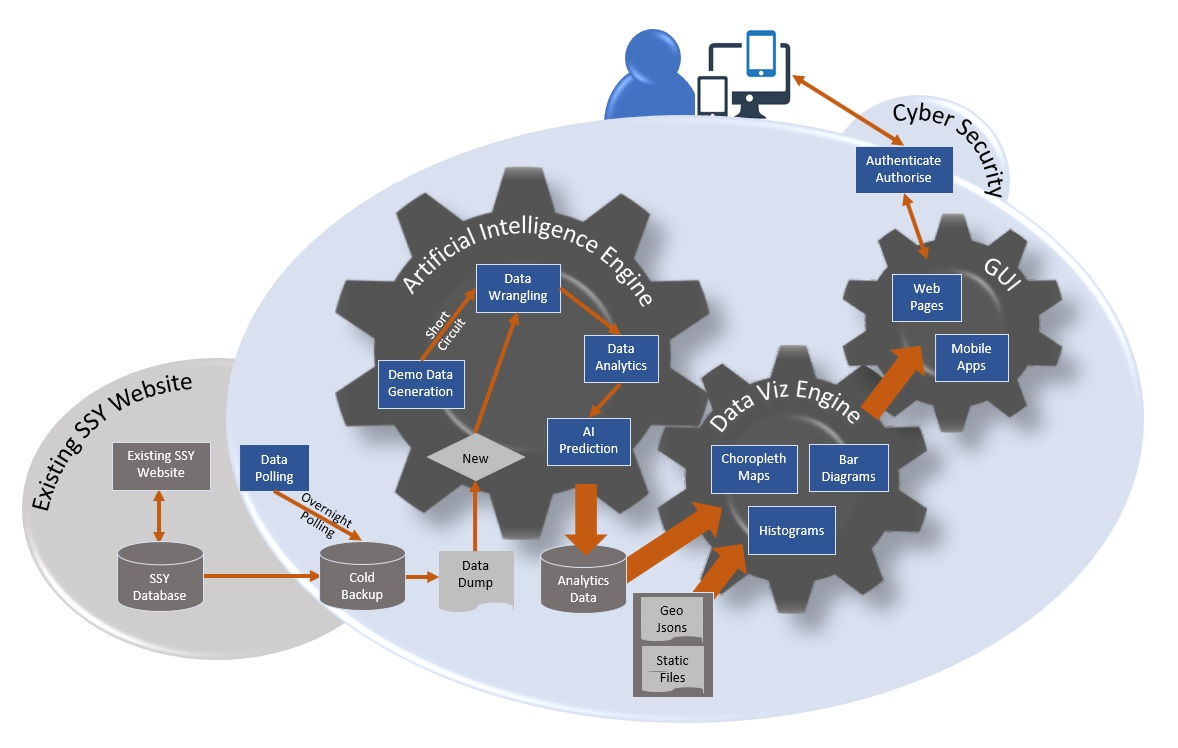 Cyber Security
Authenticate
Authorise
Artificial Intelligence Engine
GUI
Data
Wrangling
Web
Pages
Short
Circuit
Data
Analytics
Mobile
Apps
Demo Data
Generation
Existing SSY Website
Data Viz Engine
AI
Prediction
New
Existing SSY
Website
Data
Polling
Choropleth
Maps
Bar
Diagrams
Overnight
Polling
Histograms
SSY
Database
Cold
Backup
Data
Dump
Analytics
Data
Geo
Jsons
Static
Files